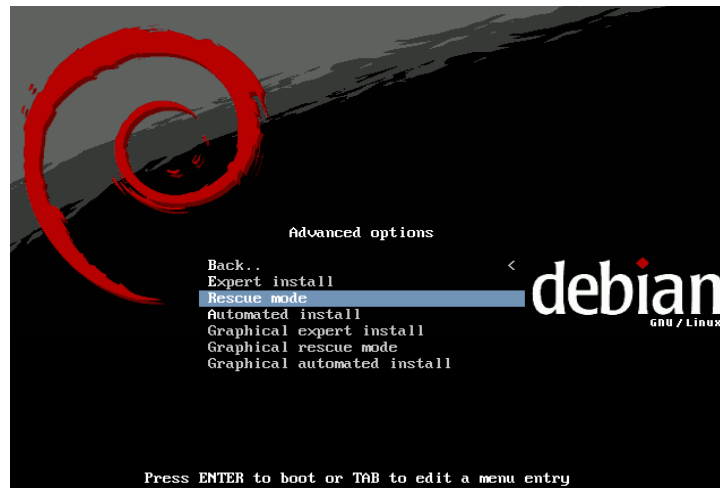 Advanced options
Back.. <
Expert install
Rescue mode
Automated install
Graphical expert install
Graphical rescue mode
Graphical automated install
debian
GNU/Linux
Press ENTER to boot or TAB to edit a menu entry